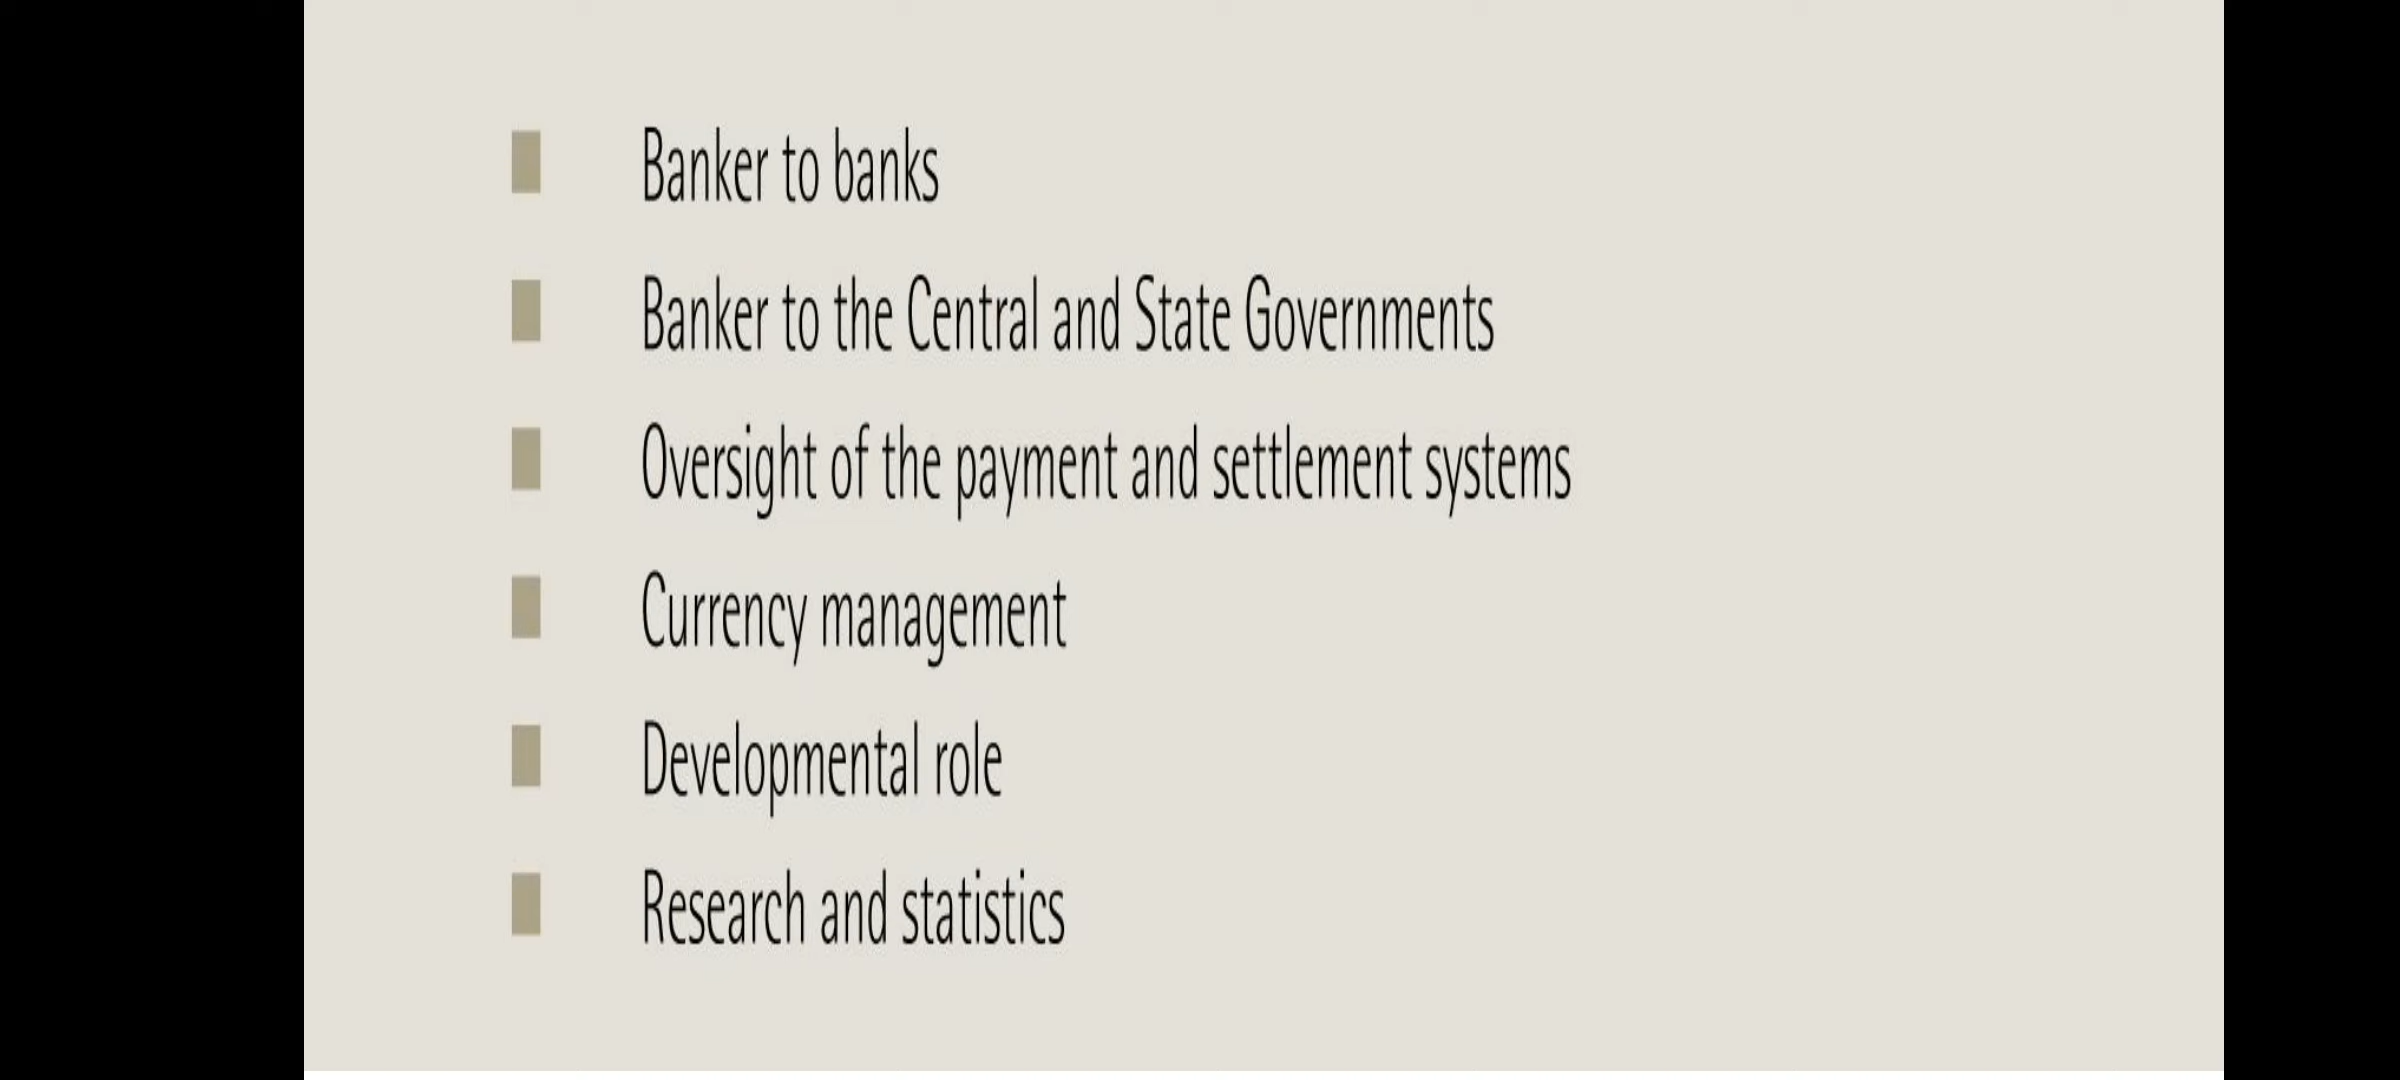 Banker to banks
Banker to the Central and State Governments
Oversight of the payment and settlement systems
Currency management
Developmental role
Research and statistics